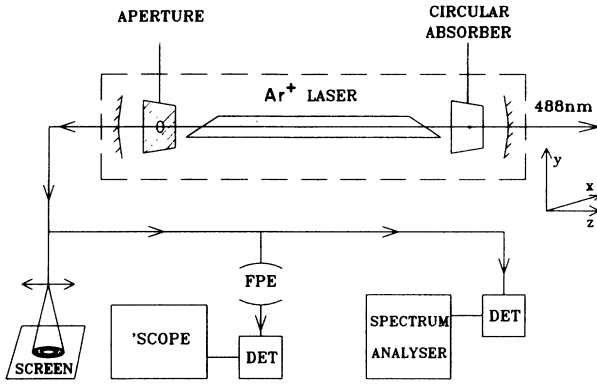 APERTURE
CIRCULAR
ABSORBER
Ar+ LASER
488nm
y
x
z
FPE
'SCOPE
DET
SPECTRUM
ANALYSER
DET
SCREEN